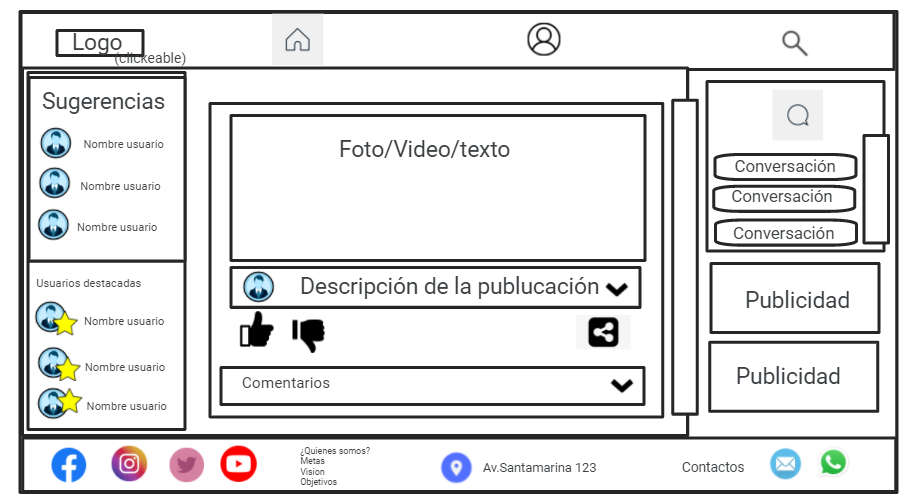 Logo
(clickeable)
Sugerencias
Nombre usuario
Nombre usuario
Nombre usuario
Usuarios destacadas
Nombre usuario
Nombre usuario
Nombre usuario
Foto/Video/texto
Descripción de la publucación
Comentarios
Conversación
Conversación
Conversación
Publicidad
Publicidad
¿Quienes somos?
Metas
Vision
Objetivos
Av.Santamarina 123
Contactos